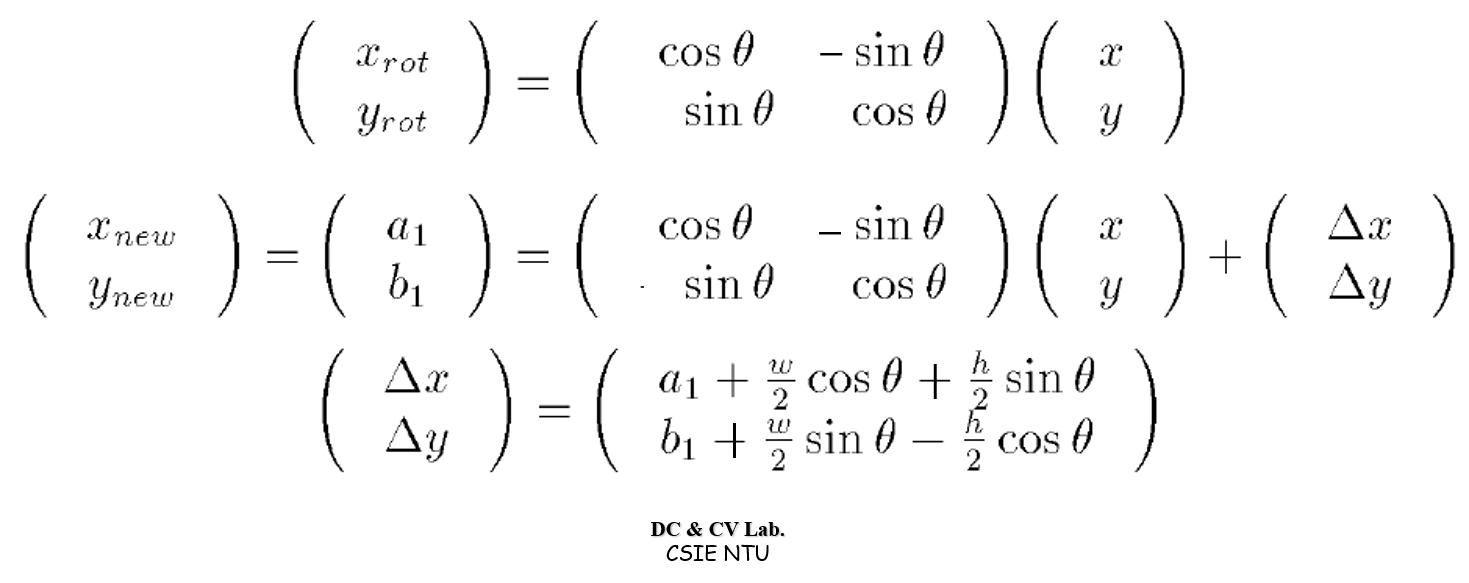 ( x_rot y_rot ) = ( cos θ – sin θ sin θ cos θ ) ( x y )
( x_new y_new ) = ( a_1 b_1 ) = ( cos θ – sin θ sin θ cos θ ) ( x y ) + ( Δx Δy )
( Δx Δy ) = ( a_1 + w/2 cos θ + h/2 sin θ b_1 + w/2 sin θ − h/2 cos θ )
DC & CV Lab.
CSIE NTU